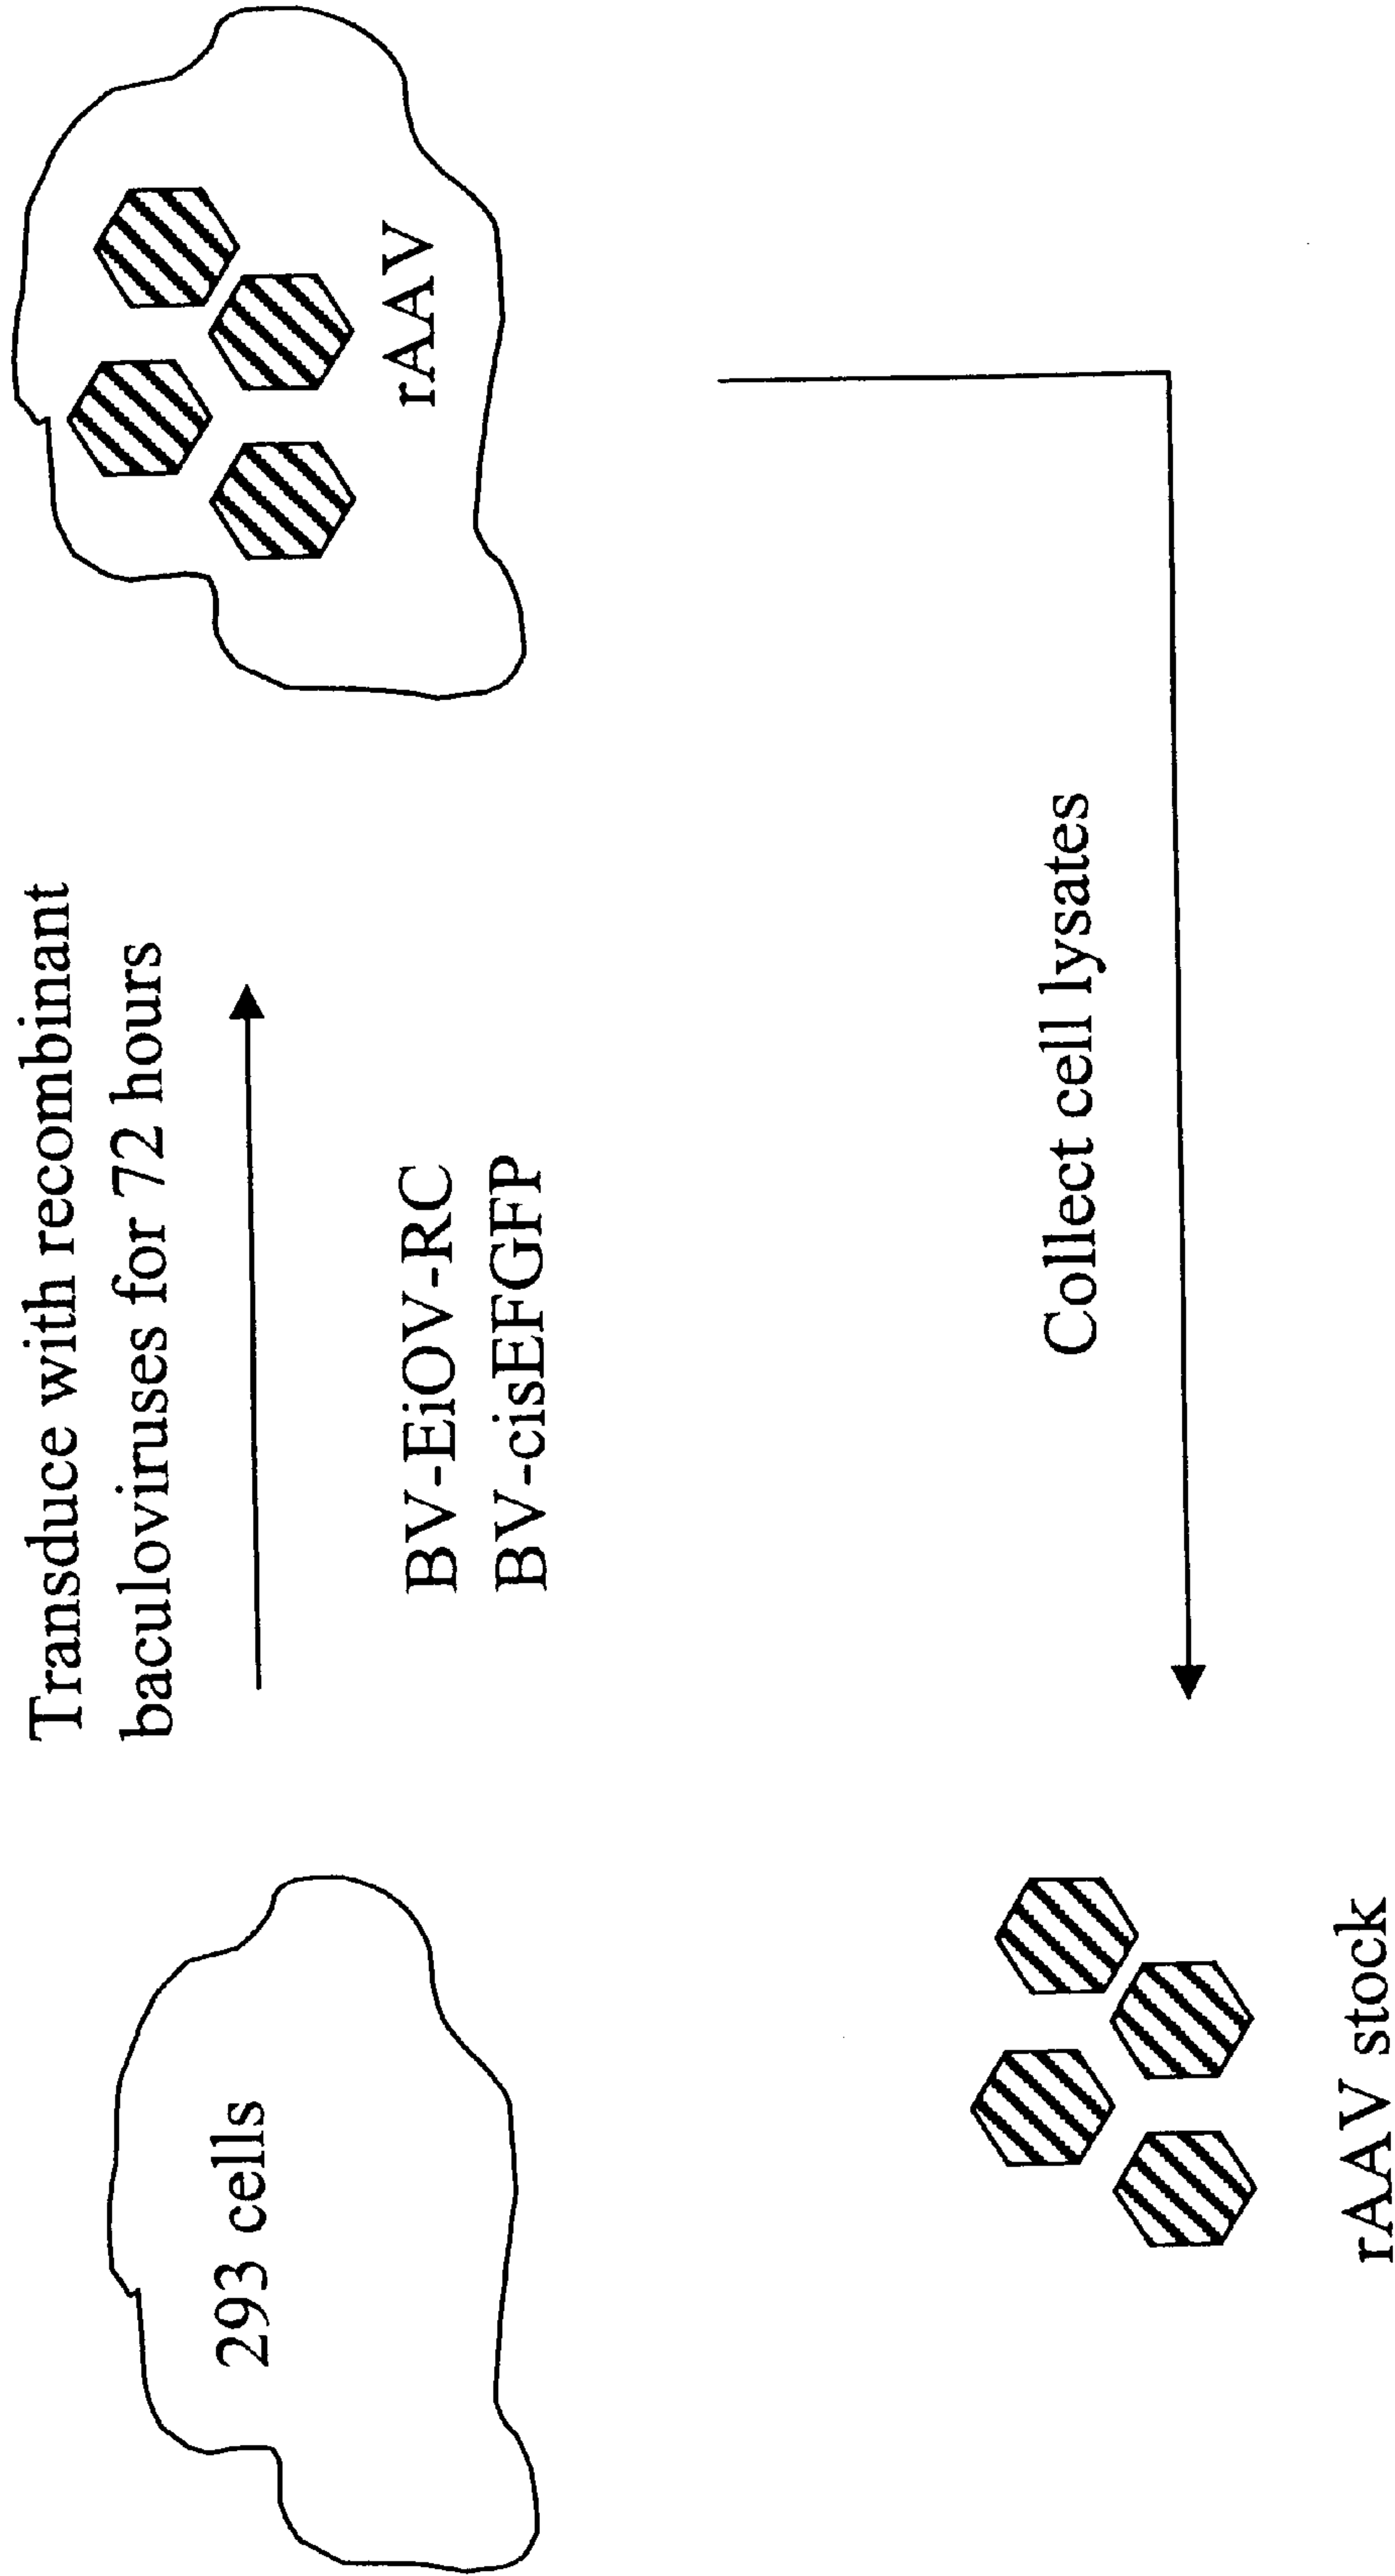 293 cells
Transduce with recombinant
baculoviruses for 72 hours
BV-EiOV-RC
BV-cisEFGFP
rAAV
Collect cell lysates
rAAV stock